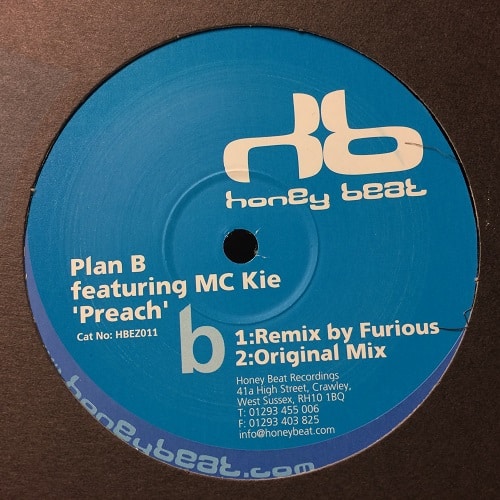 honey beat
Plan B
featuring MC Kie
'Preach'
Cat No: HBEZ011
b
1:Remix by Furious
2:Original Mix
Honey Beat Recordings
41a High Street, Crawley,
West Sussex, RH10 1BQ
T: 01293 455 006
F: 01293 403 825
info@honeybeat.com
www.honeybeat.com